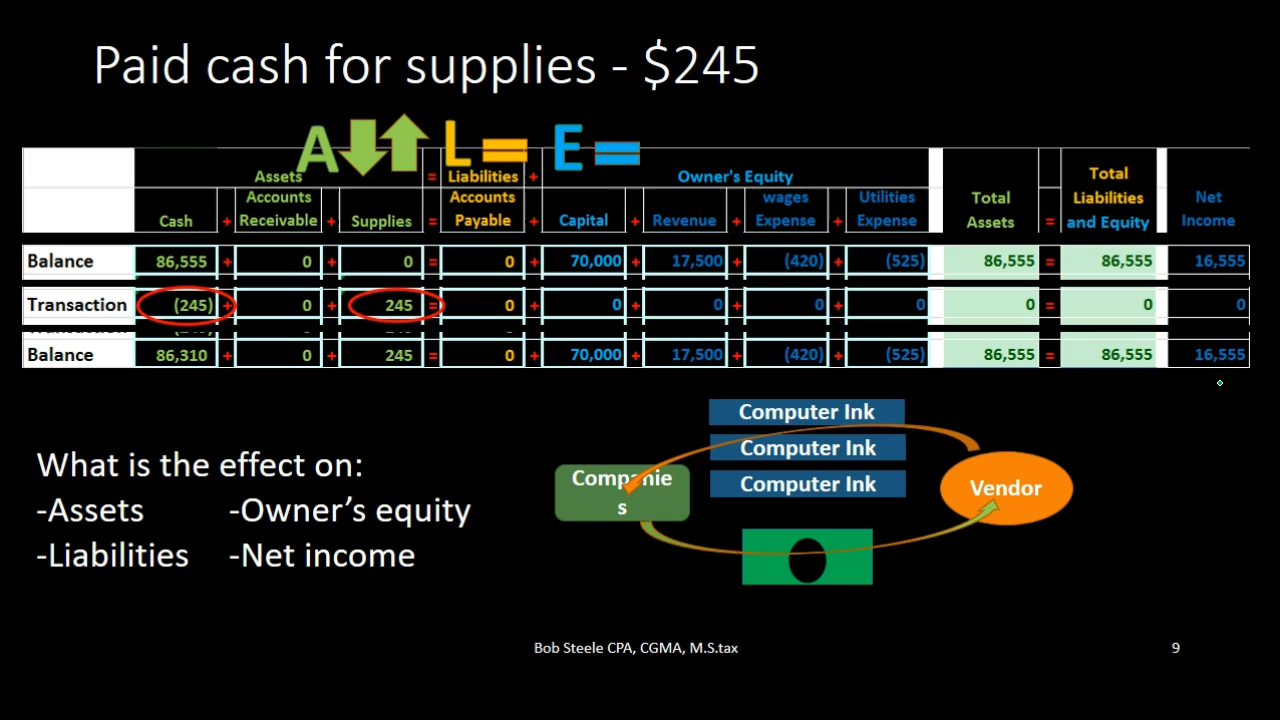 Paid cash for supplies - $245
A L = E =
Assets = Liabilities + Owner's Equity
Cash + Accounts Receivable + Supplies = Accounts Payable + Capital + Revenue + wages Expense + Utilities Expense Total Assets = Total Liabilities and Equity Net Income
Balance 86,555 + 0 + 0 = 0 + 70,000 + 17,500 + (420) + (525) 86,555 = 86,555 16,555
Transaction (245) + 0 + 245 = 0 + 0 + 0 + 0 + 0 0 = 0 0
Balance 86,310 + 0 + 245 = 0 + 70,000 + 17,500 + (420) + (525) 86,555 = 86,555 16,555
What is the effect on:
-Assets -Owner’s equity
-Liabilities -Net income
Computer Ink
Computer Ink
Computer Ink
Companie
s
Vendor
Bob Steele CPA, CGMA, M.S.tax
9